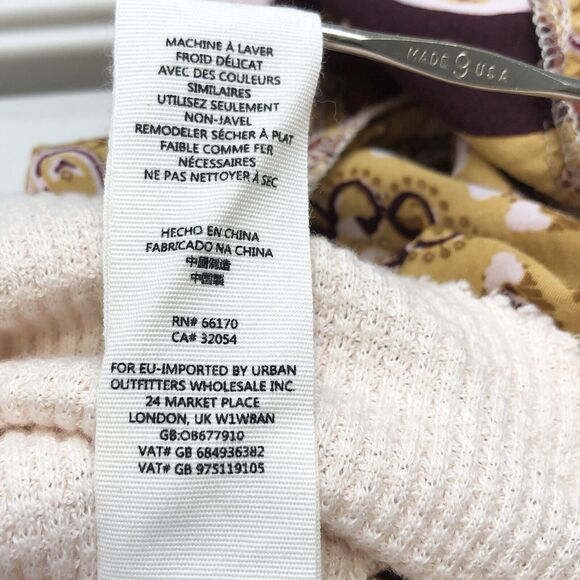 MADE 9 USA
MACHINE À LAVER
FROID DÉLICAT
AVEC DES COULEURS
SIMILAIRES
UTILISEZ SEULEMENT
NON-JAVEL
REMODELER SÉCHER À PLAT
FAIBLE COMME FER
NÉCESSAIRES
NE PAS NETTOYER À SEC
HECHO EN CHINA
FABRICADO NA CHINA
中國制造
中国製
RN# 66170
CA# 32054
FOR EU-IMPORTED BY URBAN
OUTFITTERS WHOLESALE INC.
24 MARKET PLACE
LONDON, UK W1WBAN
GB:OB677910
VAT# GB 684936382
VAT# GB 975119105